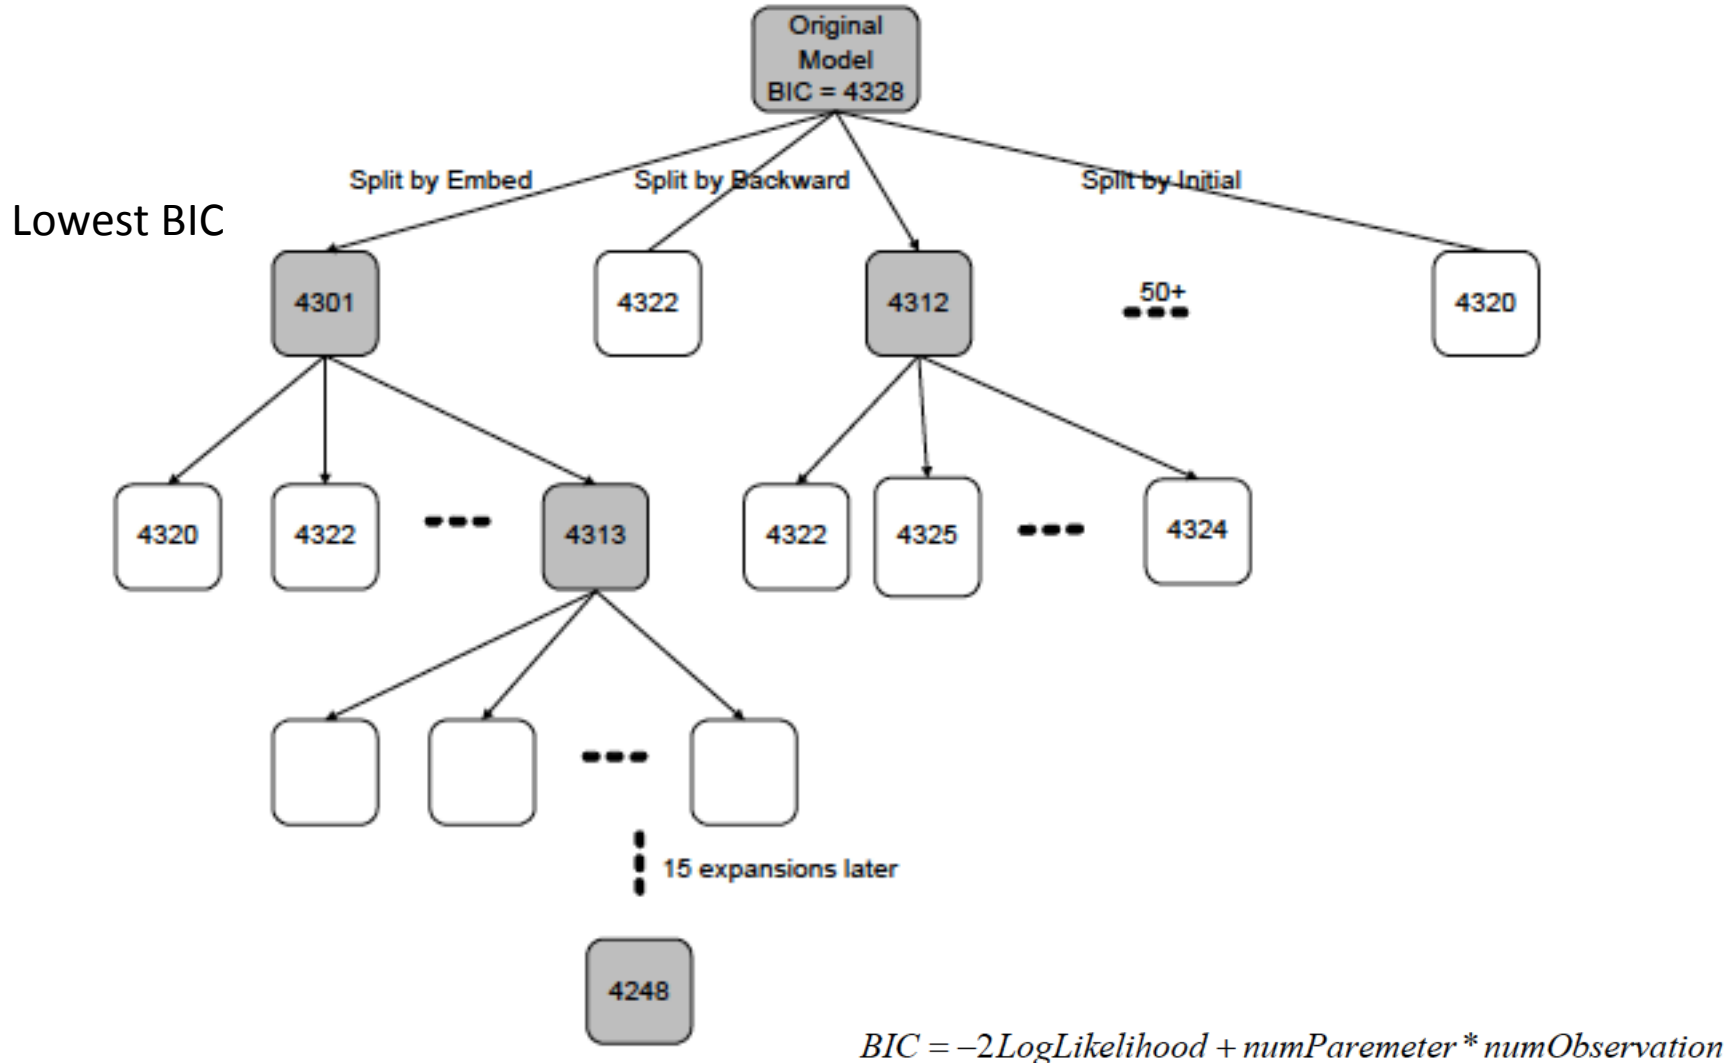 Original
Model
BIC = 4328
Split by Embed
Split by Backward
Split by Initial
Lowest BIC
4301
4322
4312
50+
4320
4320
4322
4313
4322
4325
4324
15 expansions later
4248
BIC = −2LogLikelihood + numParemeter * numObservation